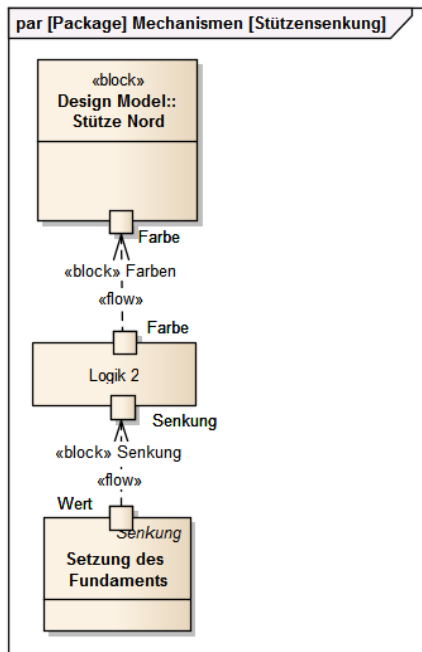 par [Package] Mechanismen [Stützensenkung]
«block»
Design Model::
Stütze Nord
Farbe
«block» Farben
«flow»
Farbe
Logik 2
Senkung
«block» Senkung
«flow»
Wert
Senkung
Setzung des
Fundaments